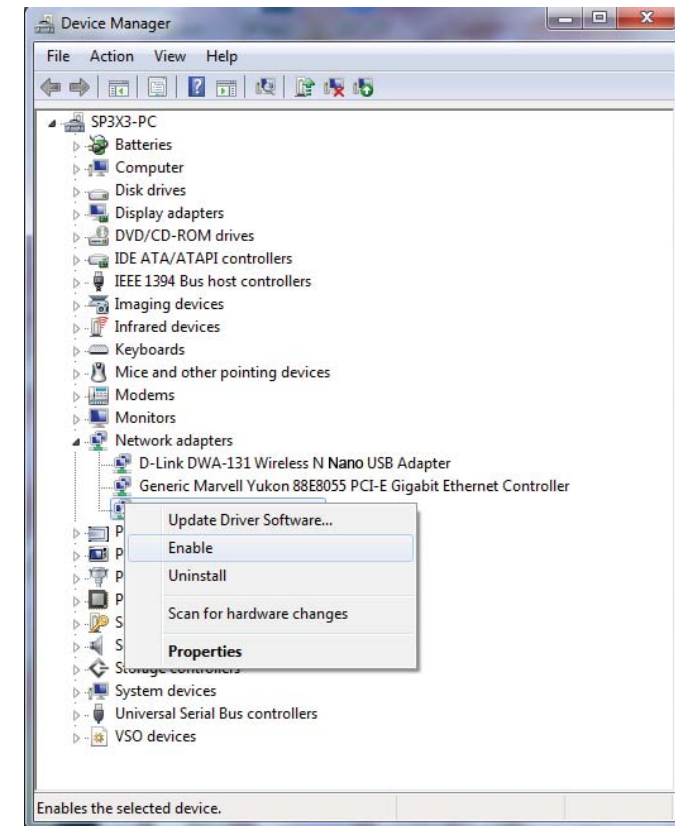 Device Manager
File Action View Help
SP3X3-PC
Batteries
Computer
Disk drives
Display adapters
DVD/CD-ROM drives
IDE ATA/ATAPI controllers
IEEE 1394 Bus host controllers
Imaging devices
Infrared devices
Keyboards
Mice and other pointing devices
Modems
Monitors
Network adapters
D-Link DWA-131 Wireless N Nano USB Adapter
Generic Marvell Yukon 88E8055 PCI-E Gigabit Ethernet Controller
Update Driver Software...
P
Enable
P
Uninstall
P
P
Scan for hardware changes
S
S
Properties
Storage controllers
System devices
Universal Serial Bus controllers
VSO devices
Enables the selected device.